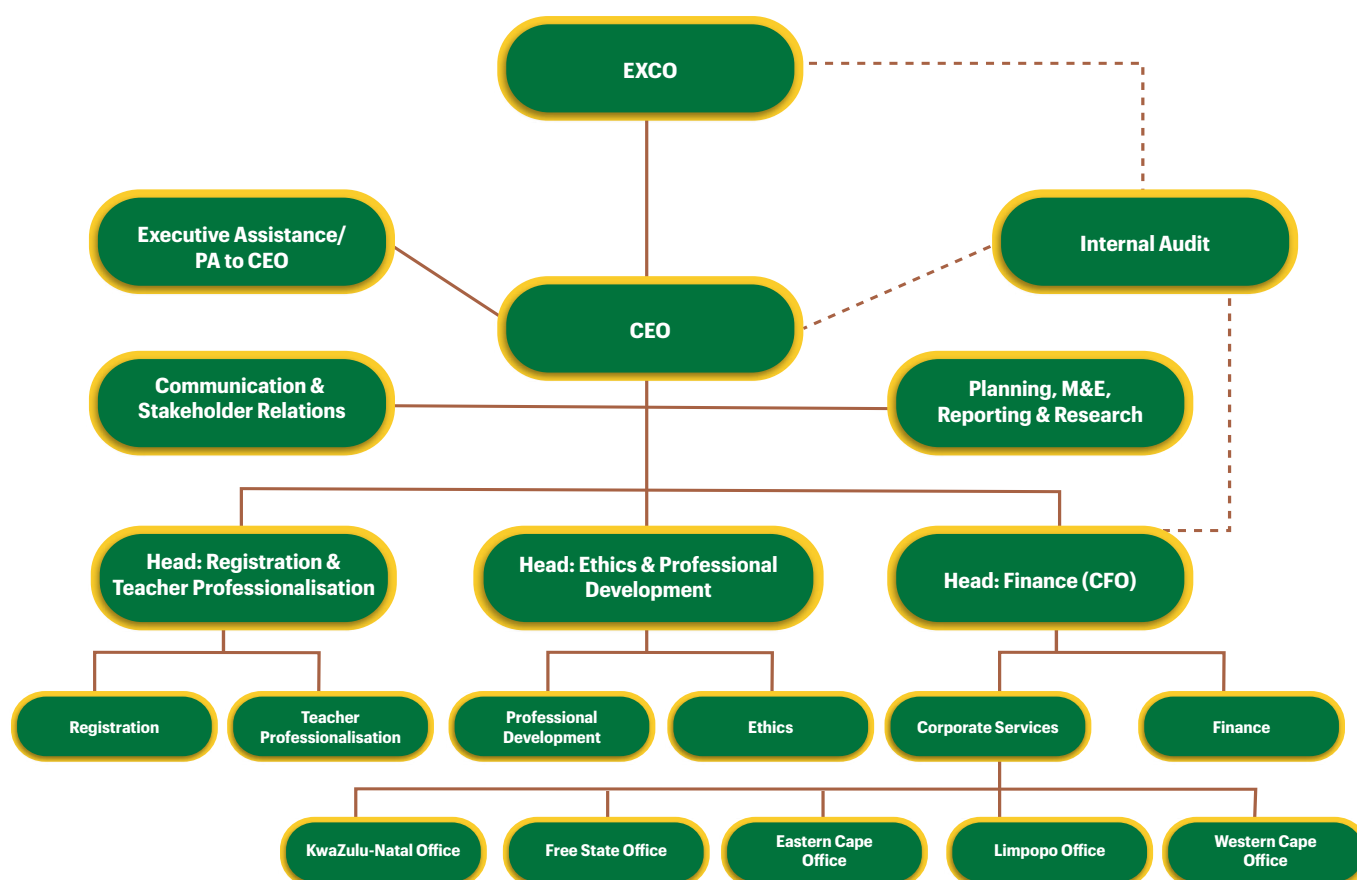 EXCO
Executive Assistance/
PA to CEO
Internal Audit
CEO
Communication &
Stakeholder Relations
Planning, M&E,
Reporting & Research
Head: Registration &
Teacher Professionalisation
Head: Ethics & Professional
Development
Head: Finance (CFO)
Registration
Teacher
Professionalisation
Professional
Development
Ethics
Corporate Services
Finance
KwaZulu-Natal Office
Free State Office
Eastern Cape
Office
Limpopo Office
Western Cape
Office